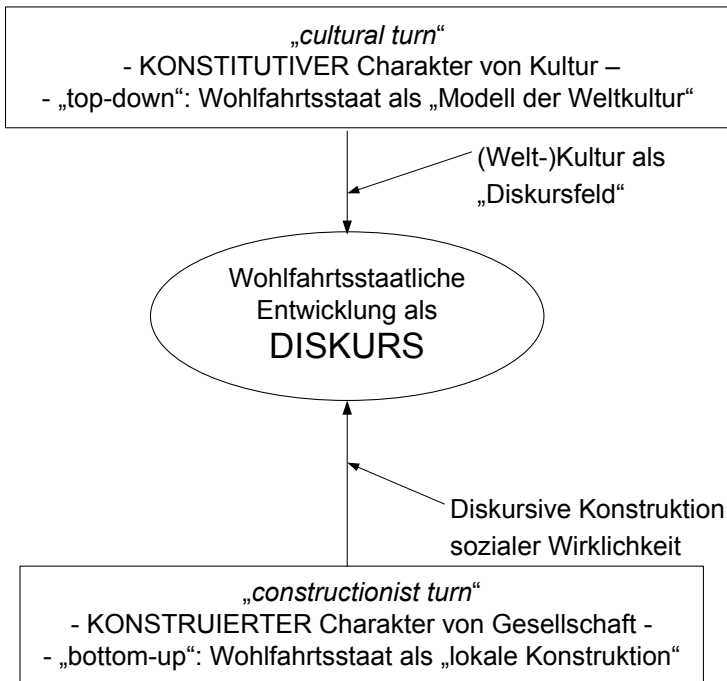 „cultural turn“
- KONSTITUTIVER Charakter von Kultur –
- „top-down“: Wohlfahrtsstaat als „Modell der Weltkultur“
(Welt-)Kultur als
„Diskursfeld“
Wohlfahrtsstaatliche
Entwicklung als
DISKURS
Diskursive Konstruktion
sozialer Wirklichkeit
„constructionist turn“
- KONSTRUIERTER Charakter von Gesellschaft -
- „bottom-up“: Wohlfahrtsstaat als „lokale Konstruktion“